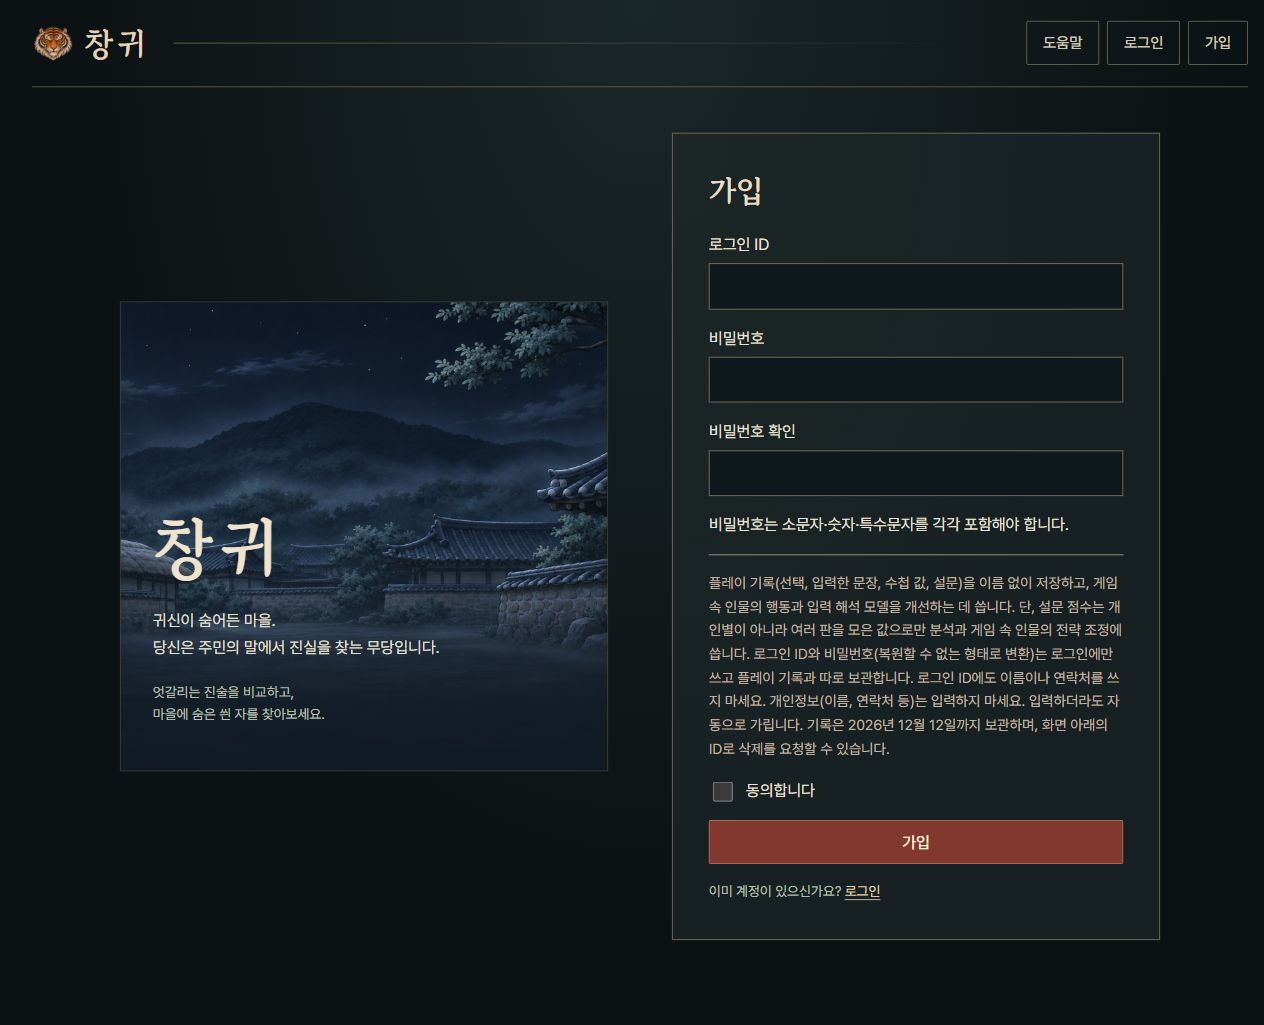 창귀
도움말
로그인
가입
창귀
귀신이 숨어든 마을.
당신은 주민의 말에서 진실을 찾는 무당입니다.
엇갈리는 진술을 비교하고,
마을에 숨은 씐 자를 찾아보세요.
가입
로그인 ID
비밀번호
비밀번호 확인
비밀번호는 소문자·숫자·특수문자를 각각 포함해야 합니다.
플레이 기록(선택, 입력한 문장, 수첩 값, 설문)을 이름 없이 저장하고, 게임
속 인물의 행동과 입력 해석 모델을 개선하는 데 씁니다. 단, 설문 점수는 개
인별이 아니라 여러 판을 모은 값으로만 분석과 게임 속 인물의 전략 조정에
씁니다. 로그인 ID와 비밀번호(복원할 수 없는 형태로 변환)는 로그인에만
쓰고 플레이 기록과 따로 보관합니다. 로그인 ID에도 이름이나 연락처를 쓰
지 마세요. 개인정보(이름, 연락처 등)는 입력하지 마세요. 입력하더라도 자
동으로 가립니다. 기록은 2026년 12월 12일까지 보관하며, 화면 아래의
ID로 삭제를 요청할 수 있습니다.
동의합니다
가입
이미 계정이 있으신가요? 로그인